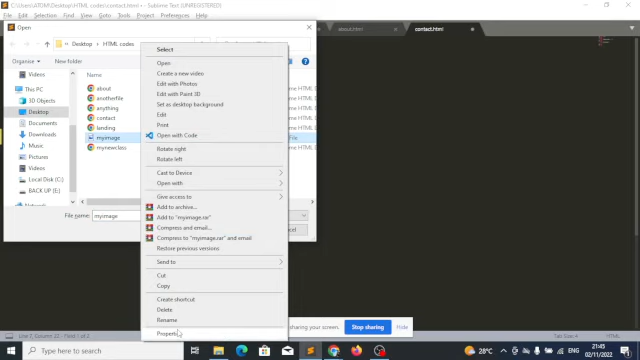 C:\Users\ATOM\Desktop\HTML codes\contact.html • - Sublime Text (UNREGISTERED)
File Edit Selection Find View Goto Tools Project Preferences Help
Open
about.html
contact.html
Desktop > HTML codes
Organise New folder
Videos
This PC
3D Objects
Desktop
Documents
Downloads
Music
Pictures
Videos
Local Disk (C:)
BACK UP (E:)
Network
Name
about
anotherfile
anything
contact
landing
myimage
mynewclass
File
File name: myimage
Select
Open
Create a new video
Edit with Photos
Edit with Paint 3D
Set as desktop background
Edit
Print
Open with Code
Rotate right
Rotate left
Cast to Device
Open with
Give access to
Add to archive...
Add to "myimage.rar"
Compress and email...
Compress to "myimage.rar" and email
Restore previous versions
Send to
Cut
Copy
Create shortcut
Delete
Rename
Properties
sharing your screen.
Stop sharing
Hide
Tab Size: 4
HTML
Type here to search
28°C
ENG
21:45
02/11/2022